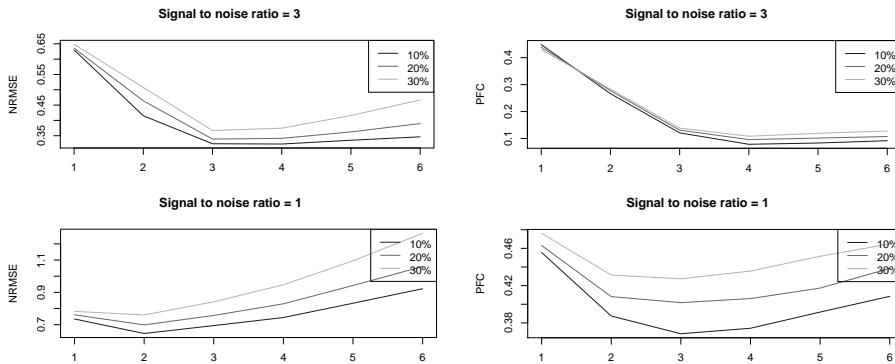 Signal to noise ratio = 3
NRMSE
0.65
0.55
0.45
0.35
10%
20%
30%
1 2 3 4 5 6
Signal to noise ratio = 3
PFC
0.4
0.3
0.2
0.1
10%
20%
30%
1 2 3 4 5 6
Signal to noise ratio = 1
NRMSE
1.1
0.9
0.7
10%
20%
30%
1 2 3 4 5 6
Signal to noise ratio = 1
PFC
0.46
0.42
0.38
10%
20%
30%
1 2 3 4 5 6